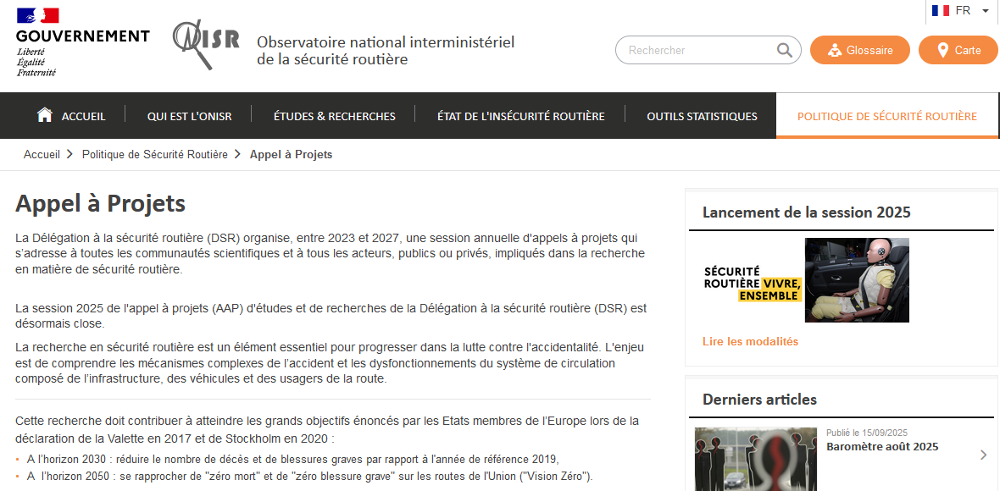 FR
GOUVERNEMENT
Liberté
Égalité
Fraternité
ONISR
Observatoire national interministériel
de la sécurité routière
Rechercher
Glossaire
Carte
ACCUEIL
QUI EST L'ONISR
ÉTUDES & RECHERCHES
ÉTAT DE L'INSÉCURITÉ ROUTIÈRE
OUTILS STATISTIQUES
POLITIQUE DE SÉCURITÉ ROUTIÈRE
Accueil > Politique de Sécurité Routière > Appel à Projets
Appel à Projets
La Délégation à la sécurité routière (DSR) organise, entre 2023 et 2027, une session annuelle d'appels à projets qui
s’adresse à toutes les communautés scientifiques et à tous les acteurs, publics ou privés, impliqués dans la recherche
en matière de sécurité routière.
La session 2025 de l'appel à projets (AAP) d'études et de recherches de la Délégation à la sécurité routière (DSR) est
désormais close.
La recherche en sécurité routière est un élément essentiel pour progresser dans la lutte contre l'accidentalité. L'enjeu
est de comprendre les mécanismes complexes de l’accident et les dysfonctionnements du système de circulation
composé de l’infrastructure, des véhicules et des usagers de la route.
Cette recherche doit contribuer à atteindre les grands objectifs énoncés par les Etats membres de l’Europe lors de la
déclaration de la Valette en 2017 et de Stockholm en 2020 :
• A l’horizon 2030 : réduire le nombre de décès et de blessures graves par rapport à l'année de référence 2019,
• A l’horizon 2050 : se rapprocher de "zéro mort" et de "zéro blessure grave" sur les routes de l'Union ("Vision Zéro").
Lancement de la session 2025
SÉCURITÉ
ROUTIÈRE VIVRE,
ENSEMBLE
Lire les modalités
Derniers articles
Publié le 15/09/2025
Baromètre août 2025